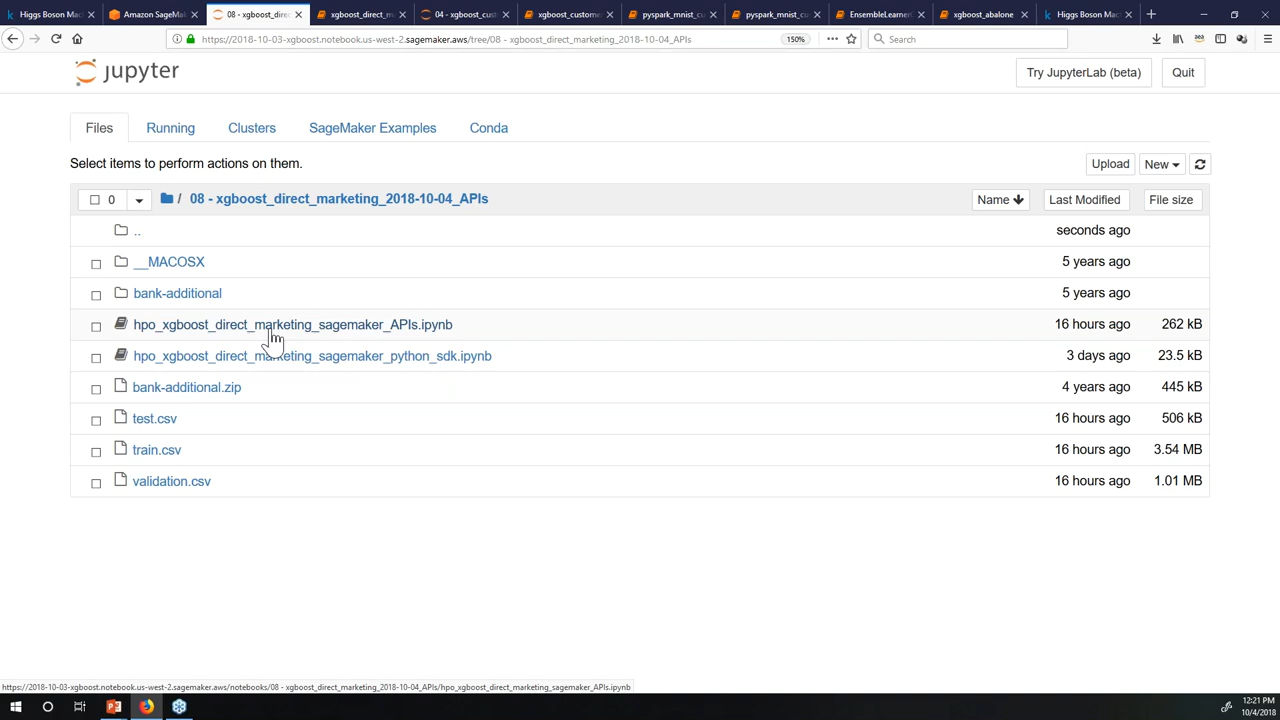 Higgs Boson Mac
Amazon SageMa
08 - xgboost_direc
xgboost_direct_m
04 - xgboost_cust
xgboost_custome
pyspark_mnist_cu
pyspark_mnist_cu
EnsembleLearner
xgboost_abalone
Higgs Boson Mac
https://2018-10-03-xgboost.notebook.us-west-2.sagemaker.aws/tree/08 - xgboost_direct_marketing_2018-10-04_APIs
150%
Search
jupyter
Try JupyterLab (beta)
Quit
Files
Running
Clusters
SageMaker Examples
Conda
Select items to perform actions on them.
Upload
New
0
/ 08 - xgboost_direct_marketing_2018-10-04_APIs
Name
Last Modified
File size
.. seconds ago
__MACOSX 5 years ago
bank-additional 5 years ago
hpo_xgboost_direct_marketing_sagemaker_APIs.ipynb 16 hours ago 262 kB
hpo_xgboost_direct_marketing_sagemaker_python_sdk.ipynb 3 days ago 23.5 kB
bank-additional.zip 4 years ago 445 kB
test.csv 16 hours ago 506 kB
train.csv 16 hours ago 3.54 MB
validation.csv 16 hours ago 1.01 MB
https://2018-10-03-xgboost.notebook.us-west-2.sagemaker.aws/notebooks/08 - xgboost_direct_marketing_2018-10-04_APIs/hpo_xgboost_direct_marketing_sagemaker_APIs.ipynb
12:21 PM
10/4/2018